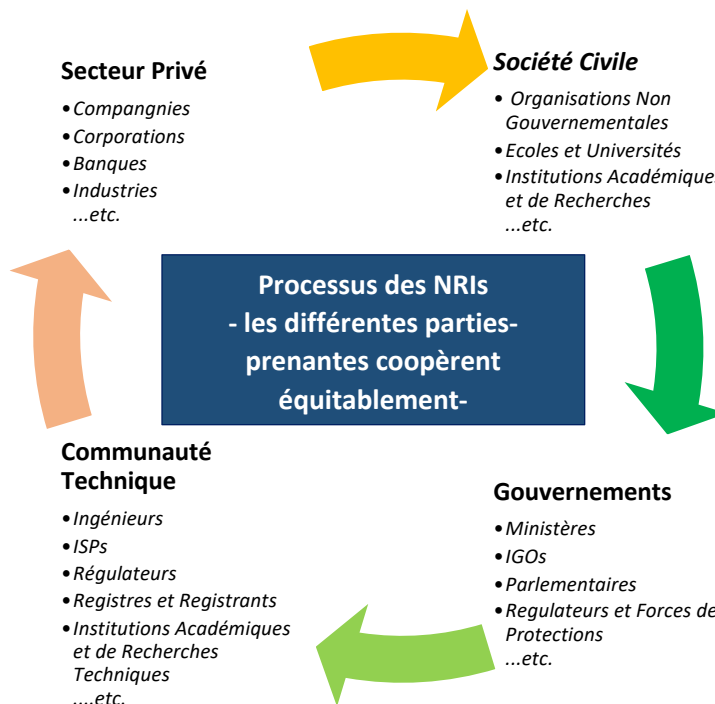 Secteur Privé
•Compangnies
•Corporations
•Banques
•Industries
...etc.
Société Civile
• Organisations Non
Gouvernementales
•Ecoles et Universités
•Institutions Académiques
et de Recherches
...etc.
Processus des NRIs
- les différentes parties-
prenantes coopèrent
équitablement-
Communauté
Technique
•Ingénieurs
•ISPs
•Régulateurs
•Registres et Registrants
•Institutions Académiques
et de Recherches
Techniques
....etc.
Gouvernements
•Ministères
•IGOs
•Parlementaires
•Regulateurs et Forces de
Protections
...etc.